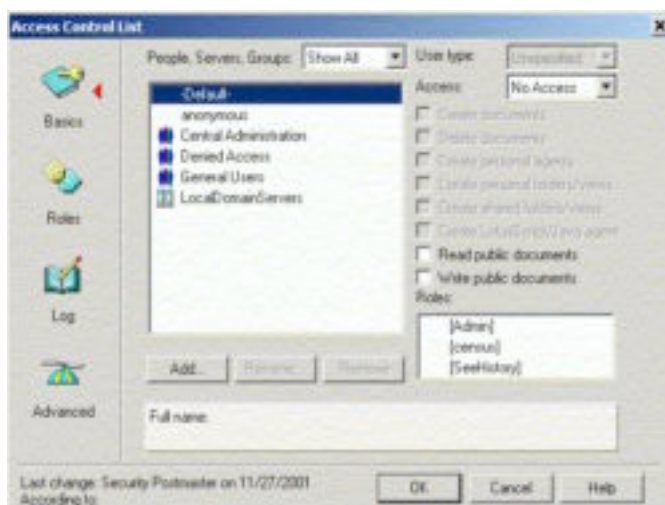 Access Control List
Basics
Roles
Log
Advanced
People, Servers, Groups: Show All
-Default-
anonymous
Central Administration
Denied Access
General Users
LocalDomainServers
Add...
Rename...
Remove
Full name:
User type: Unspecified
Access: No Access
Create documents
Delete documents
Create personal agents
Create personal folders/views
Create shared folders/views
Create LotusScript/Java agent
Read public documents
Write public documents
Roles:
[Admin]
[census]
[SeeHistory]
Last change: Security Postmaster on 11/27/2001
According to:
OK
Cancel
Help